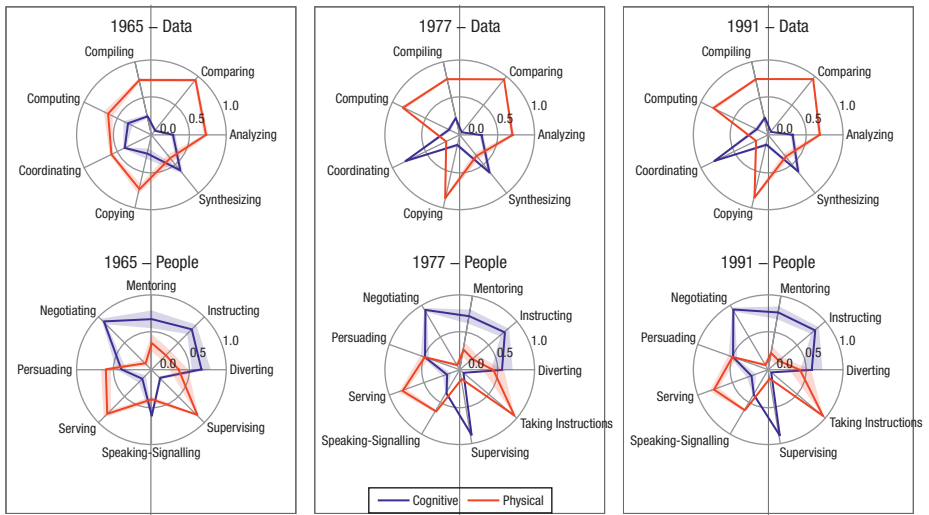 1965 – Data
Compiling
Comparing
Computing
1.0
0.5
0.0
Analyzing
Coordinating
Synthesizing
Copying
1977 – Data
Compiling
Comparing
Computing
1.0
0.5
0.0
Analyzing
Coordinating
Synthesizing
Copying
1991 – Data
Compiling
Comparing
Computing
1.0
0.5
0.0
Analyzing
Coordinating
Synthesizing
Copying
1965 – People
Mentoring
Negotiating
Instructing
1.0
0.5
0.0
Persuading
Diverting
Serving
Supervising
Speaking-Signalling
1977 – People
Mentoring
Negotiating
Instructing
Persuading
1.0
0.5
0.0
Diverting
Serving
Taking Instructions
Speaking-Signalling
Supervising
1991 – People
Mentoring
Negotiating
Instructing
Persuading
1.0
0.5
0.0
Diverting
Serving
Taking Instructions
Speaking-Signalling
Supervising
Cognitive
Physical